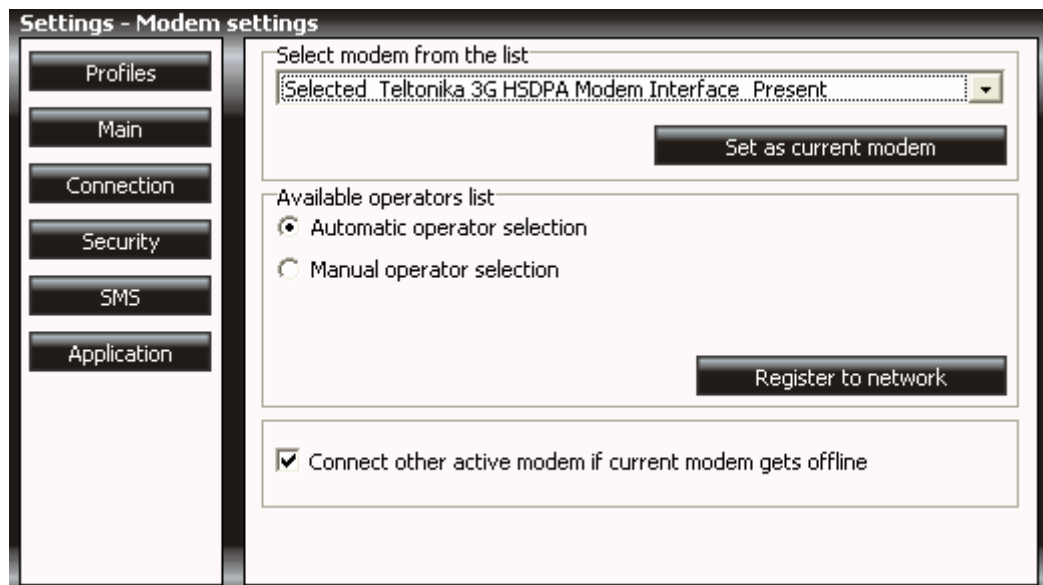 Settings - Modem settings
Profiles
Main
Connection
Security
SMS
Application
Select modem from the list
Selected Teltonika 3G HSDPA Modem Interface Present
Set as current modem
Available operators list
Automatic operator selection
Manual operator selection
Register to network
Connect other active modem if current modem gets offline